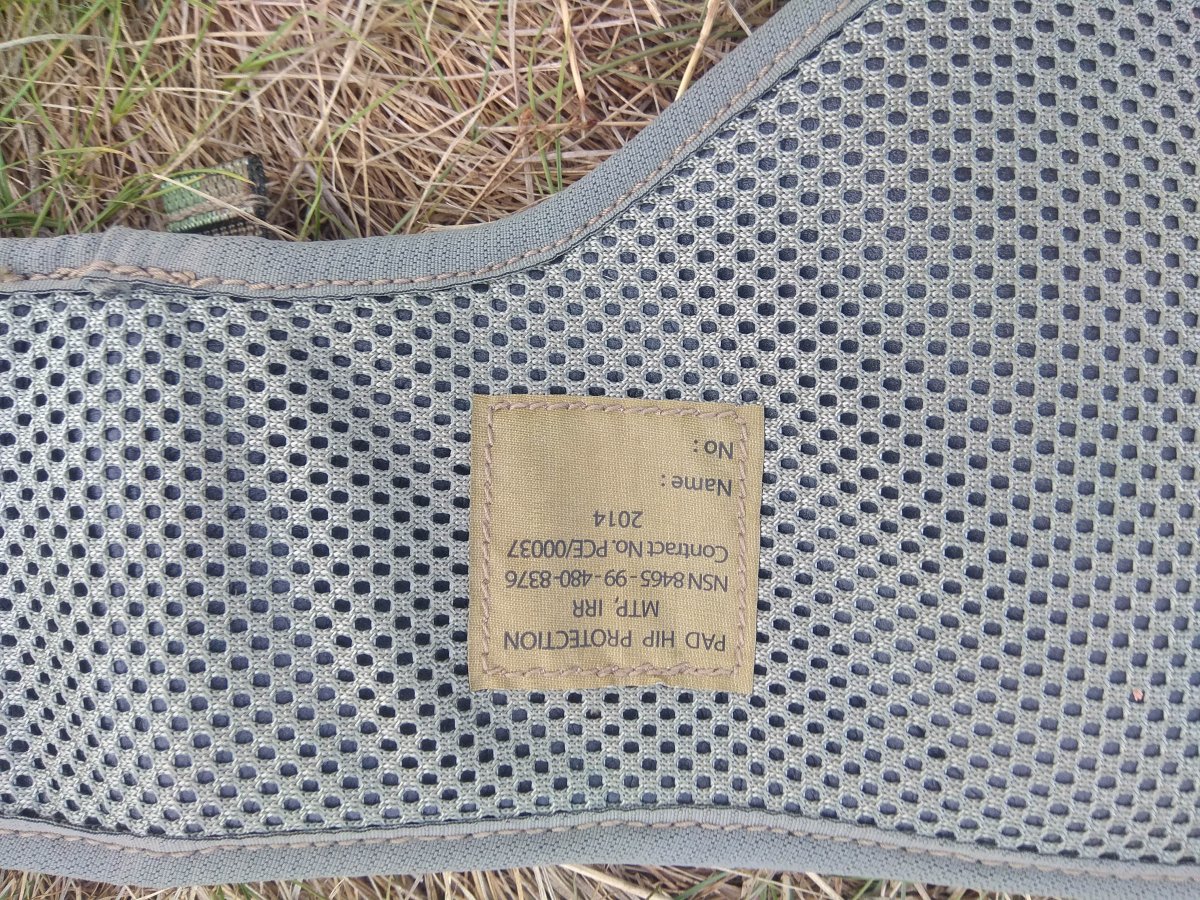 PAD HIP PROTECTION
MTP, IRR
NSN 8465-99-480-8376
Contract No. PCE/00037
2014
Name :
No :